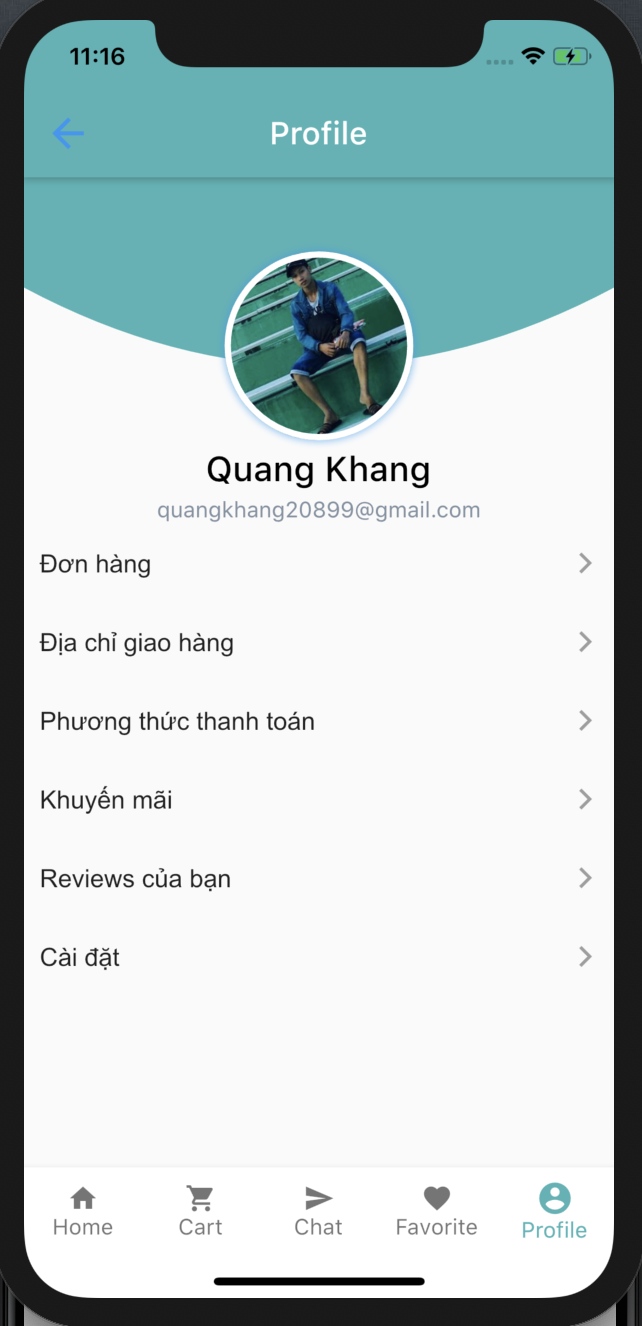 11:16
Profile
Quang Khang
quangkhang20899@gmail.com
Đơn hàng
Địa chỉ giao hàng
Phương thức thanh toán
Khuyến mãi
Reviews của bạn
Cài đặt
Home Cart Chat Favorite Profile